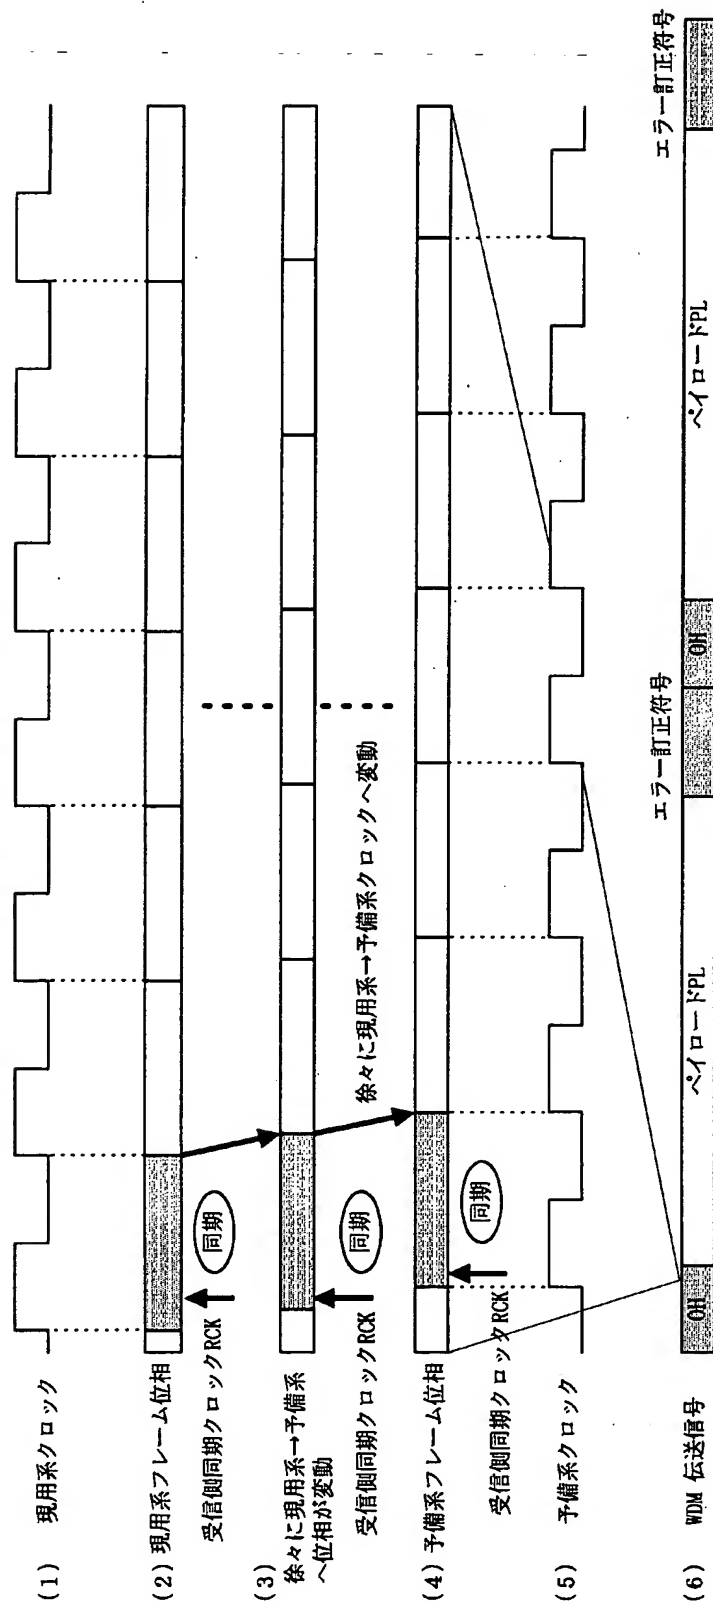 (1) 現用系クロック
(2) 現用系フレーム位相
受信側同期クロックRCK
同期
(3)
徐々に現用系→予備系
へ位相が変動
受信側同期クロックRCK
同期
徐々に現用系→予備系クロックへ変動
(4) 予備系フレーム位相
受信側同期クロックRCK
同期
(5) 予備系クロック
エラー訂正符号
エラー訂正符号
(6) WDM 伝送信号
OH
ペイロードPL
OH
ペイロードPL